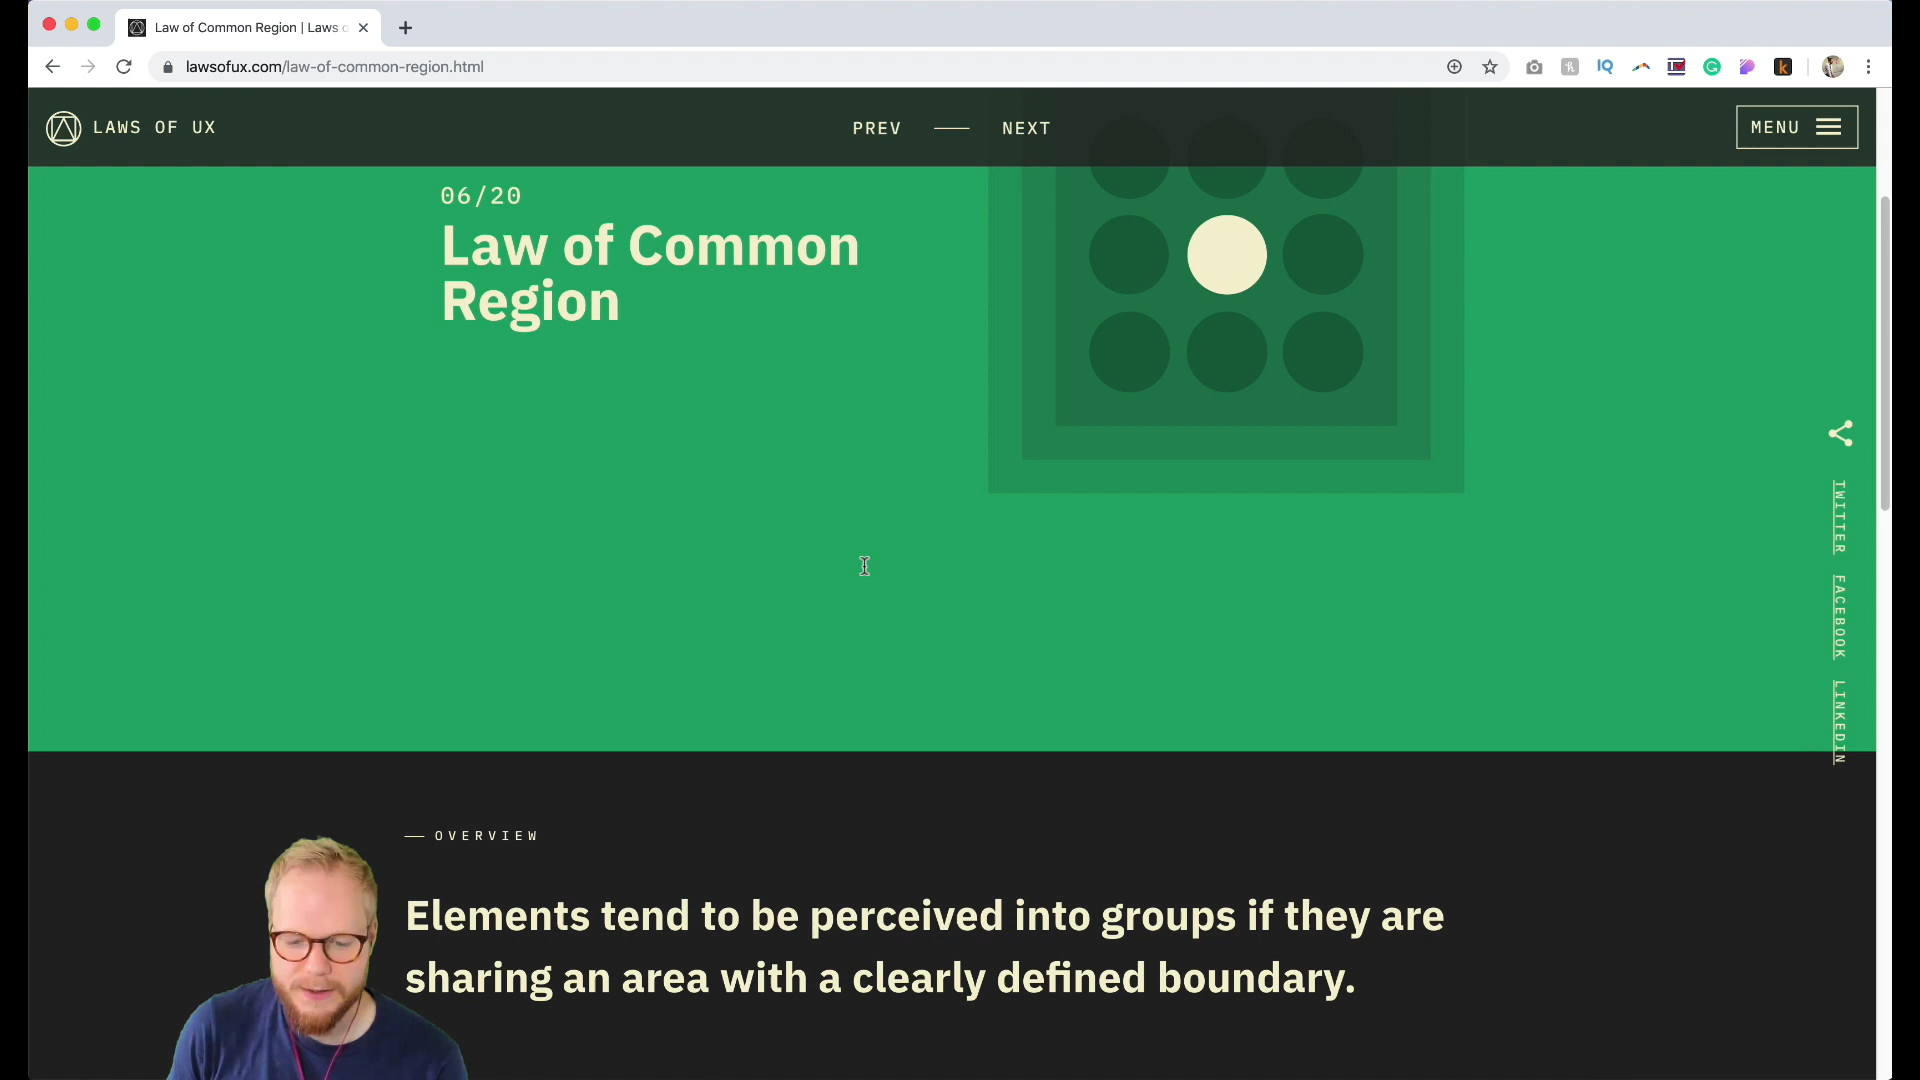 Law of Common Region | Laws o
lawsofux.com/law-of-common-region.html
LAWS OF UX
PREV
NEXT
MENU
06/20
Law of Common
Region
TWITTER
FACEBOOK
LINKEDIN
OVERVIEW
Elements tend to be perceived into groups if they are
sharing an area with a clearly defined boundary.